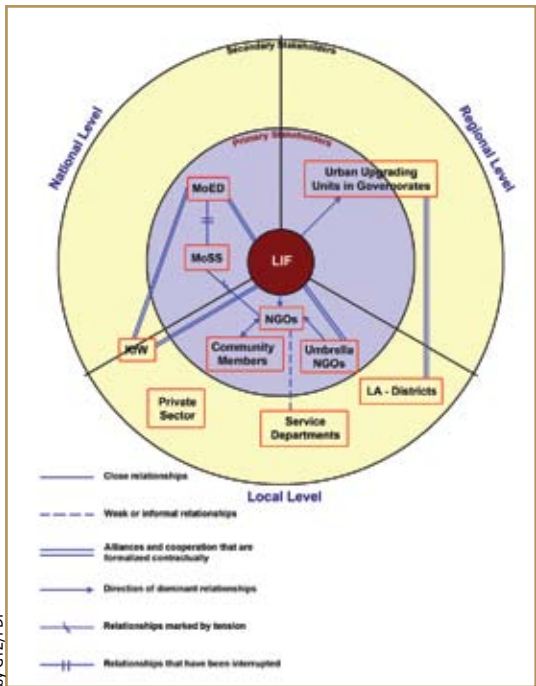 Secondary Stakeholders
National Level
Regional Level
Primary Stakeholders
Urban Upgrading
Units in Governorates
MoED
MoSS
LIF
NGOs
KfW
Community
Members
Umbrella
NGOs
LA - Districts
Private
Sector
Service
Departments
Local Level
Close relationships
Weak or informal relationships
Alliances and cooperation that are
formalized contractually
Direction of dominant relationships
Relationships marked by tension
Relationships that have been interrupted